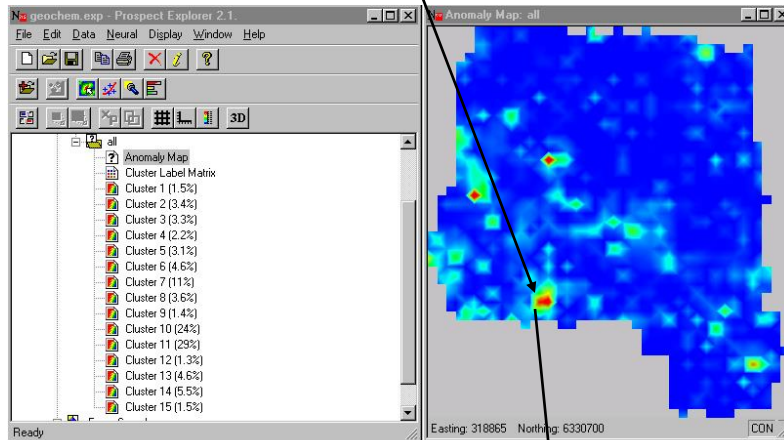 geochem.exp - Prospect Explorer 2.1.
File Edit Data Neural Display Window Help
3D
all
Anomaly Map
Cluster Label Matrix
Cluster 1 (1.5%)
Cluster 2 (3.4%)
Cluster 3 (3.3%)
Cluster 4 (2.2%)
Cluster 5 (3.1%)
Cluster 6 (4.6%)
Cluster 7 (11%)
Cluster 8 (3.6%)
Cluster 9 (1.4%)
Cluster 10 (24%)
Cluster 11 (29%)
Cluster 12 (1.3%)
Cluster 13 (4.6%)
Cluster 14 (5.5%)
Cluster 15 (1.5%)
Ready
Anomaly Map: all
Easting: 318865 Northing: 6330700 CON